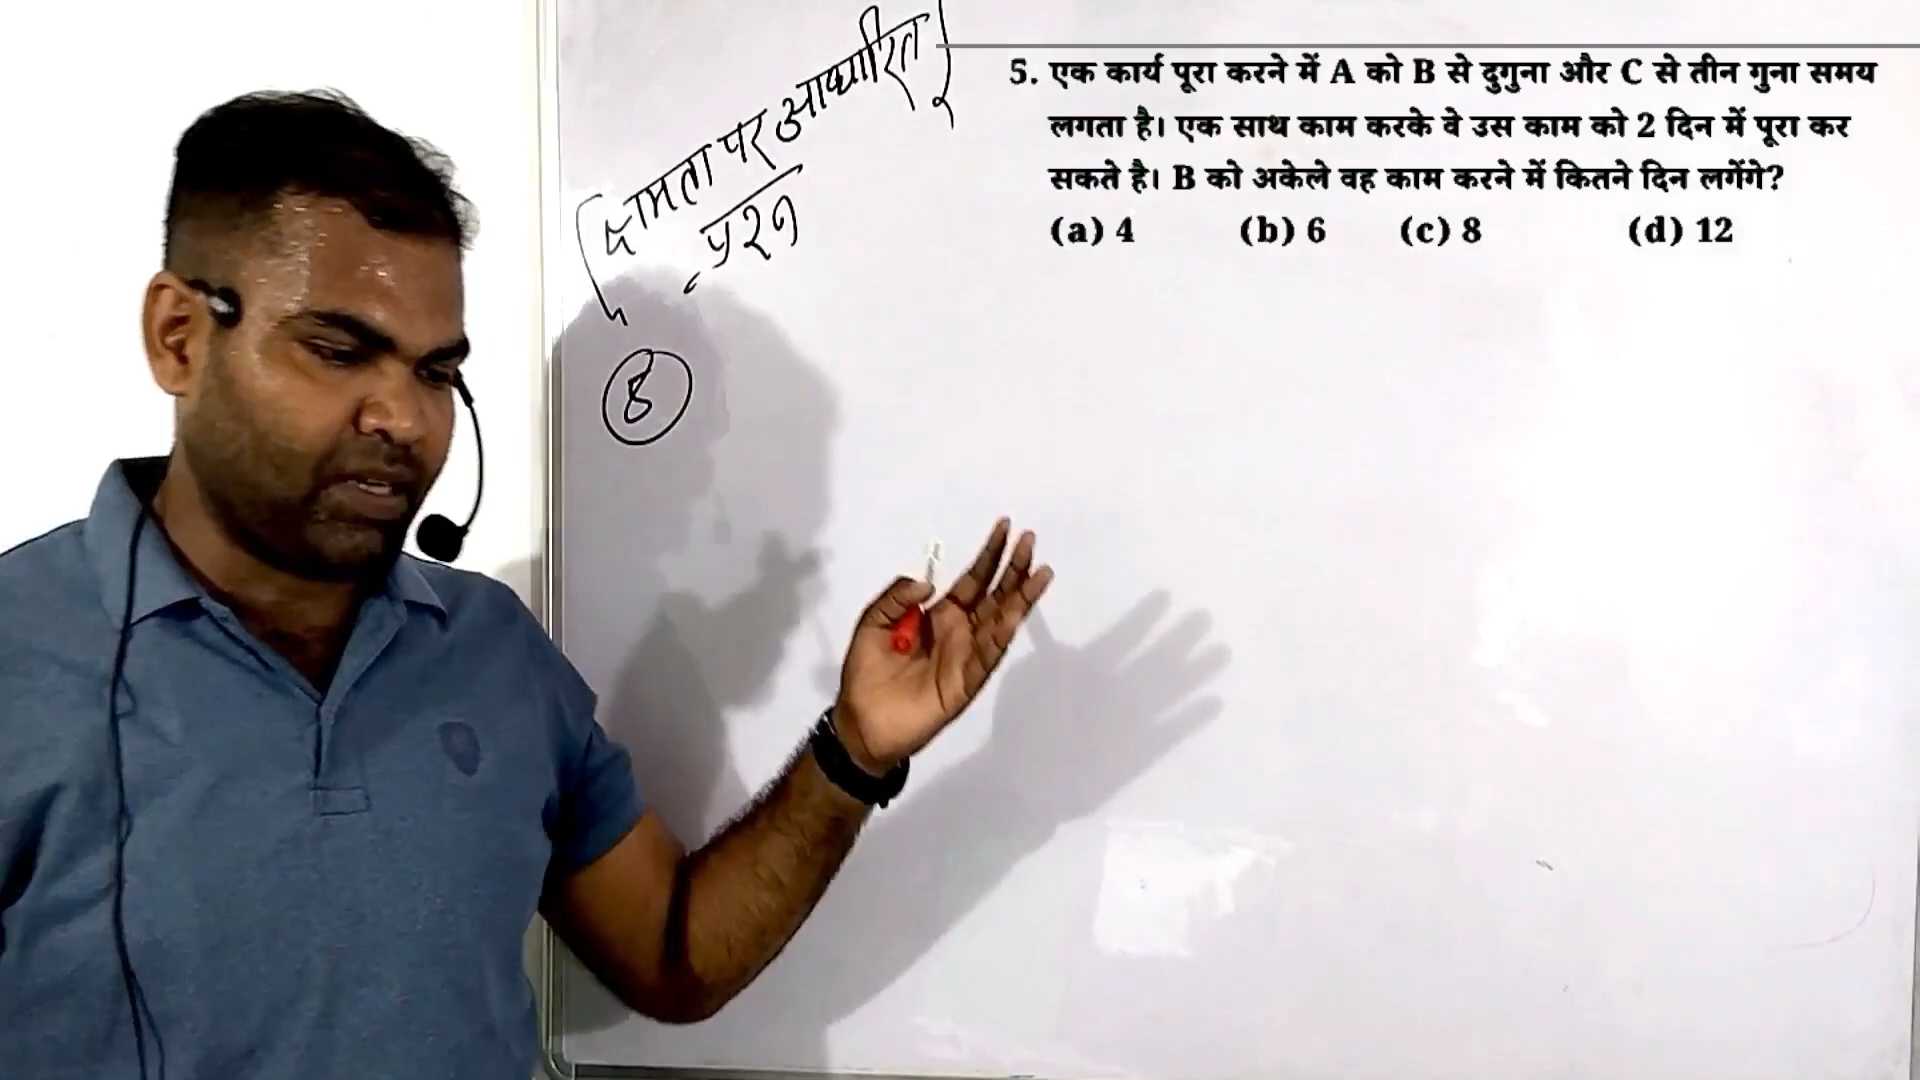 क्षमता पर आधारित
प्रश्न
8
5. एक कार्य पूरा करने में A को B से दुगुना और C से तीन गुना समय
लगता है। एक साथ काम करके वे उस काम को 2 दिन में पूरा कर
सकते है। B को अकेले वह काम करने में कितने दिन लगेंगे?
(a) 4 (b) 6 (c) 8 (d) 12